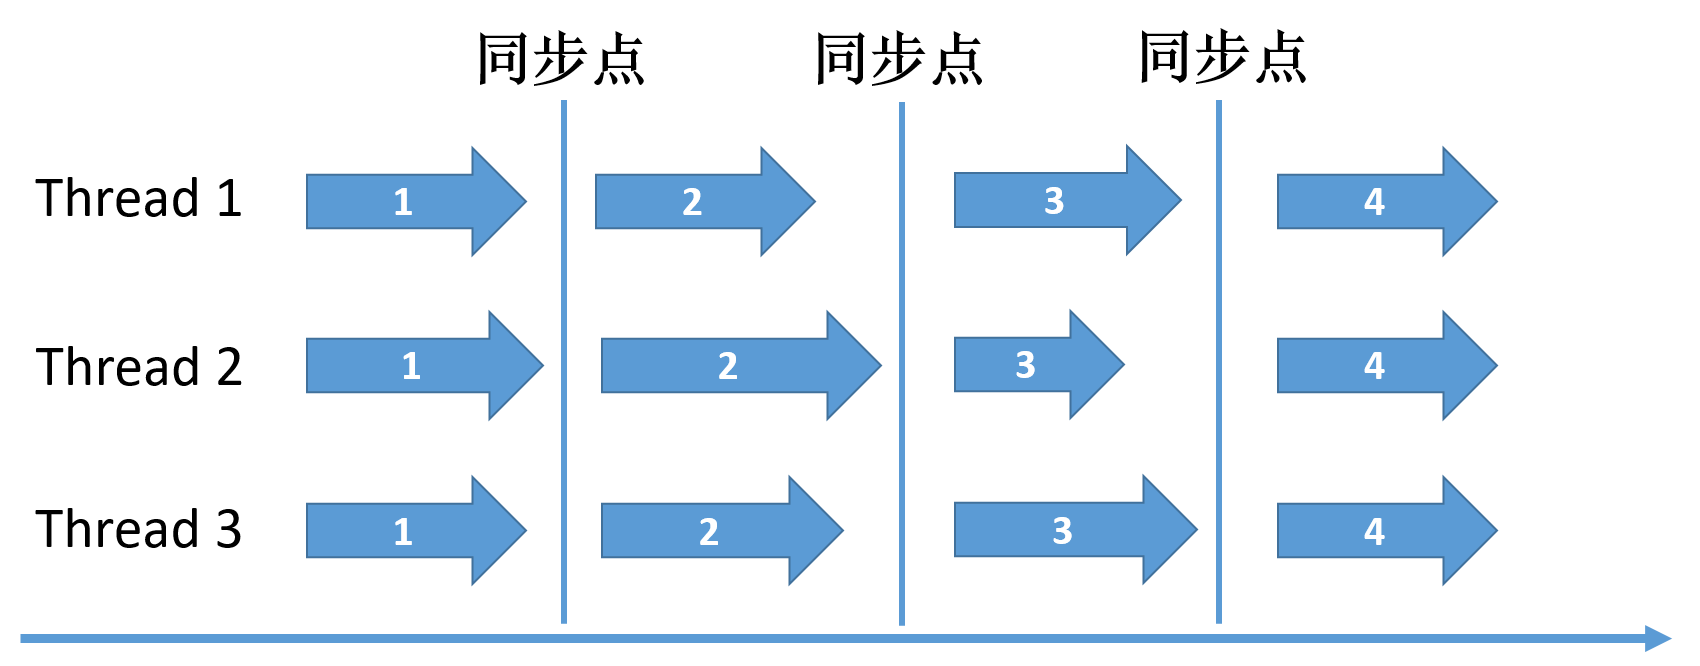 同步点 同步点 同步点
Thread 1 1 2 3 4
Thread 2 1 2 3 4
Thread 3 1 2 3 4